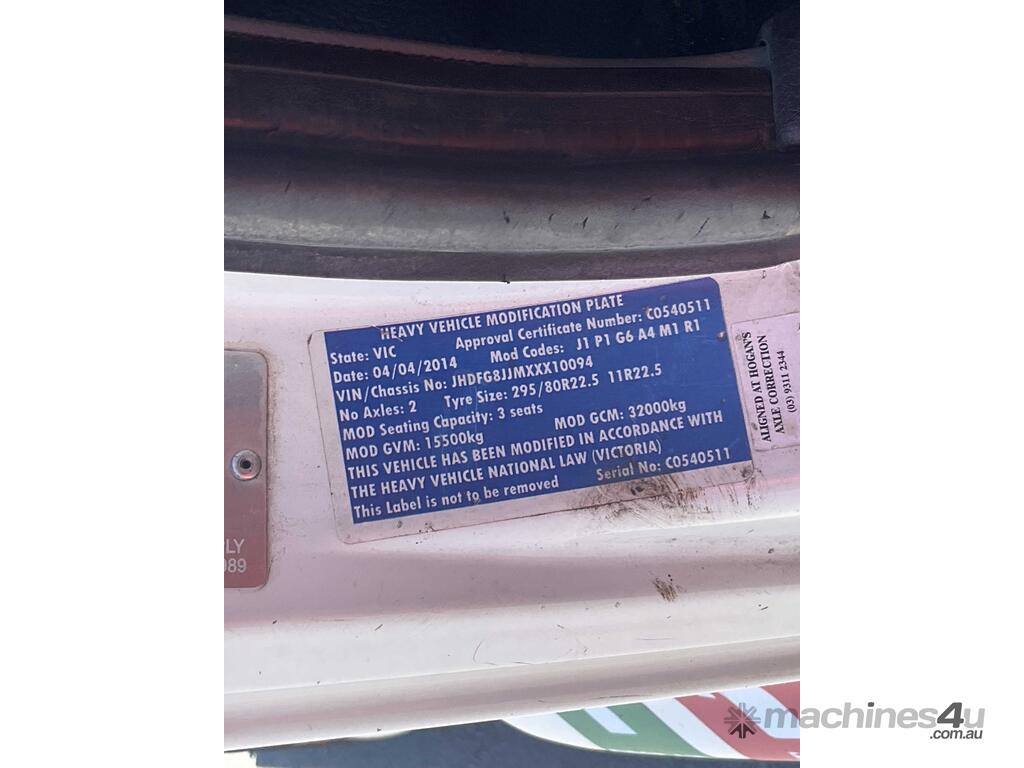 HEAVY VEHICLE MODIFICATION PLATE
State: VIC Approval Certificate Number: C0540511
Date: 04/04/2014 Mod Codes: J1 P1 G6 A4 M1 R1
VIN/Chassis No: JHDFG8JJMXXX10094
No Axles: 2 Tyre Size: 295/80R22.5 11R22.5
MOD Seating Capacity: 3 seats
MOD GVM: 15500kg MOD GCM: 32000kg
THIS VEHICLE HAS BEEN MODIFIED IN ACCORDANCE WITH
THE HEAVY VEHICLE NATIONAL LAW (VICTORIA)
This Label is not to be removed Serial No: C0540511
ALIGNED AT HOGAN'S
AXLE CORRECTION
(03) 9311 2344
LY
989
machines4u
.com.au